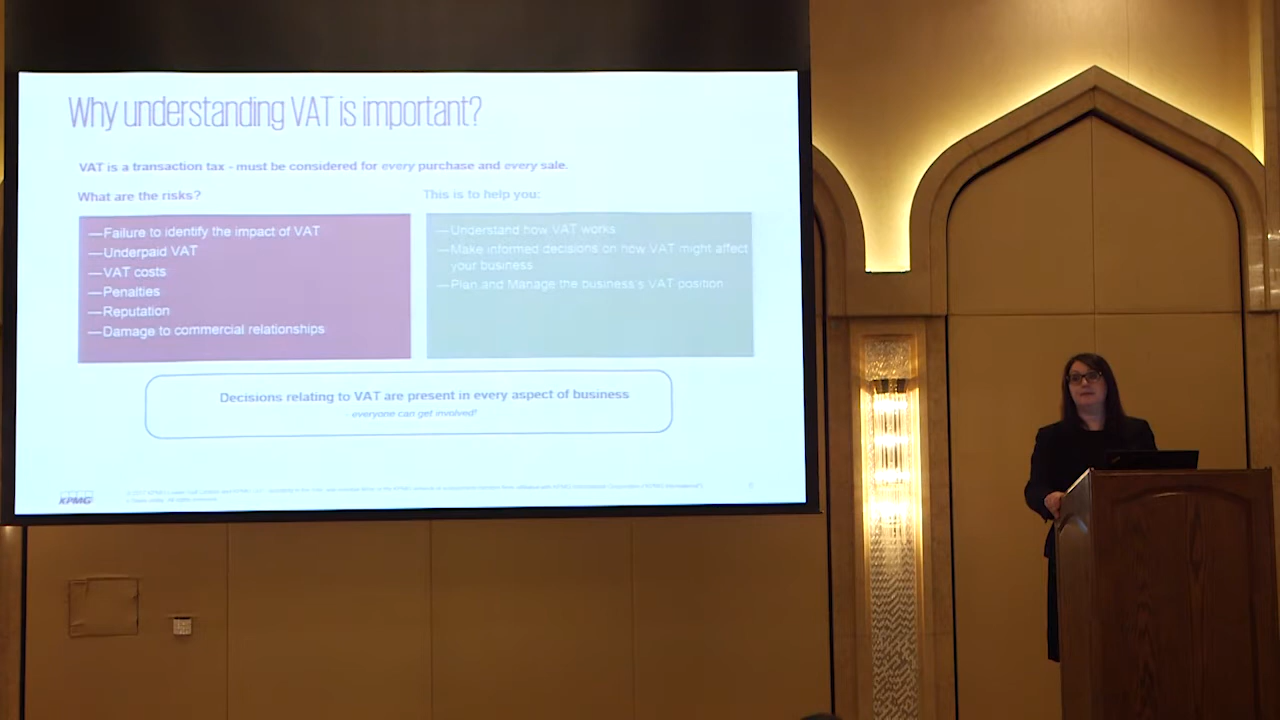 Why understanding VAT is important?
VAT is a transaction tax - must be considered for every purchase and every sale.
What are the risks?
—Failure to identify the impact of VAT
—Underpaid VAT
—VAT costs
—Penalties
—Reputation
—Damage to commercial relationships
This is to help you:
—Understand how VAT works
—Make informed decisions on how VAT might affect
your business
—Plan and Manage the business's VAT position
Decisions relating to VAT are present in every aspect of business
- everyone can get involved!
KPMG